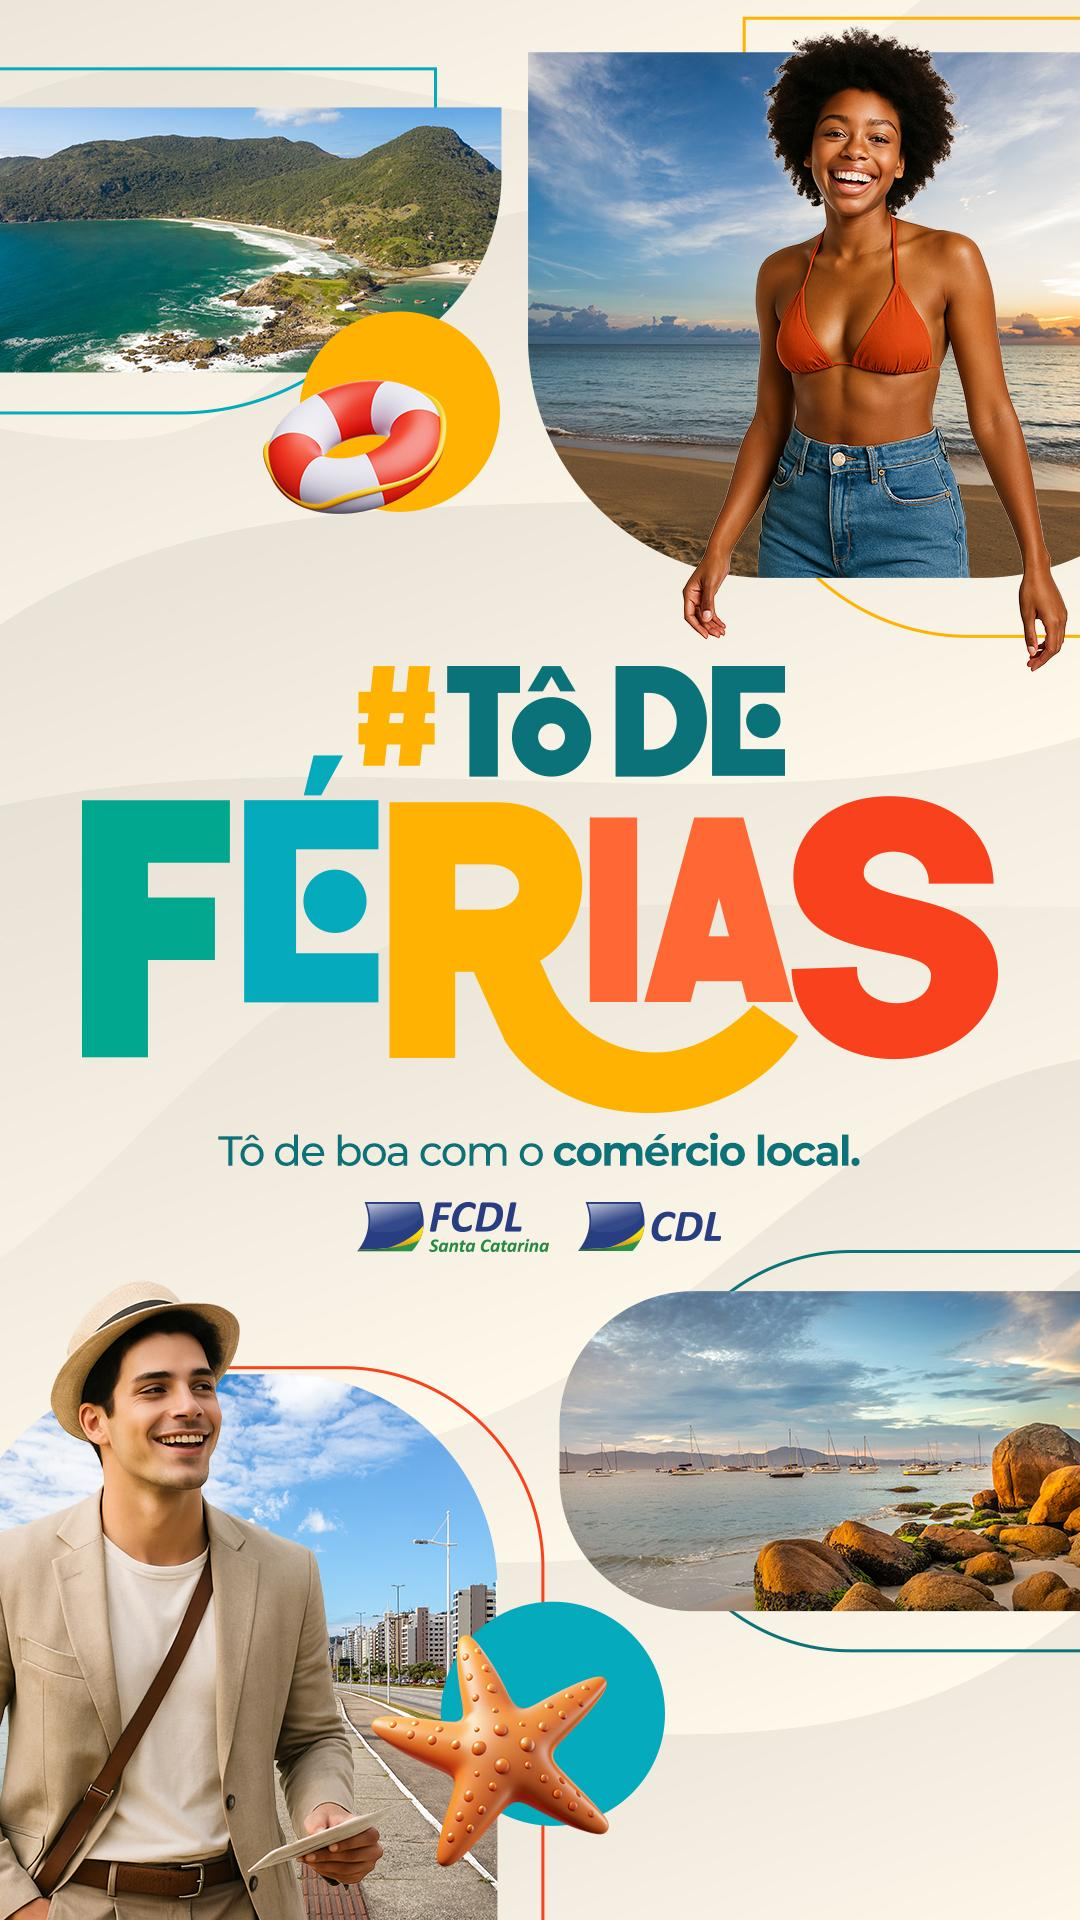 #TÔ DE
FÉRIAS
Tô de boa com o comércio local.
FCDL
Santa Catarina
CDL